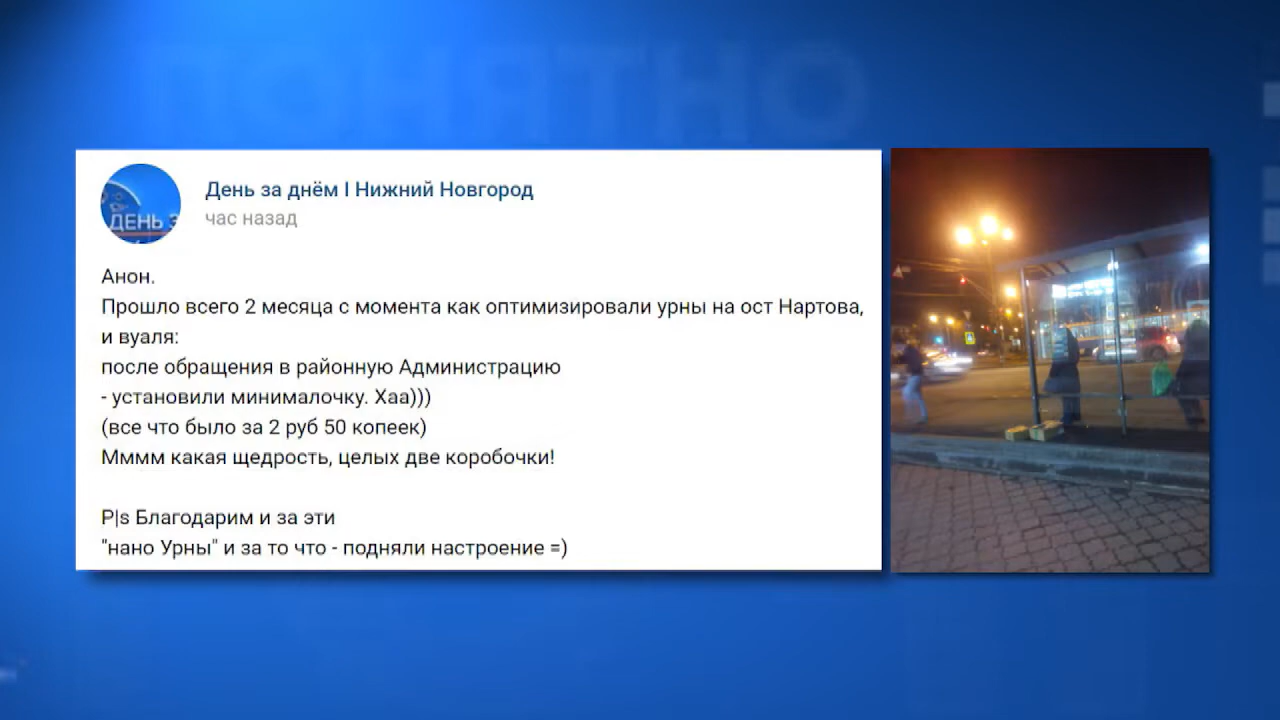 ПОНЯТНО
ДЕНЬ З
День за днём I Нижний Новгород
час назад
Анон.
Прошло всего 2 месяца с момента как оптимизировали урны на ост Нартова,
и вуаля:
после обращения в районную Администрацию
- установили минималочку. Хаа)))
(все что было за 2 руб 50 копеек)
Мммм какая щедрость, целых две коробочки!
P|s Благодарим и за эти
"нано Урны" и за то что - подняли настроение =)